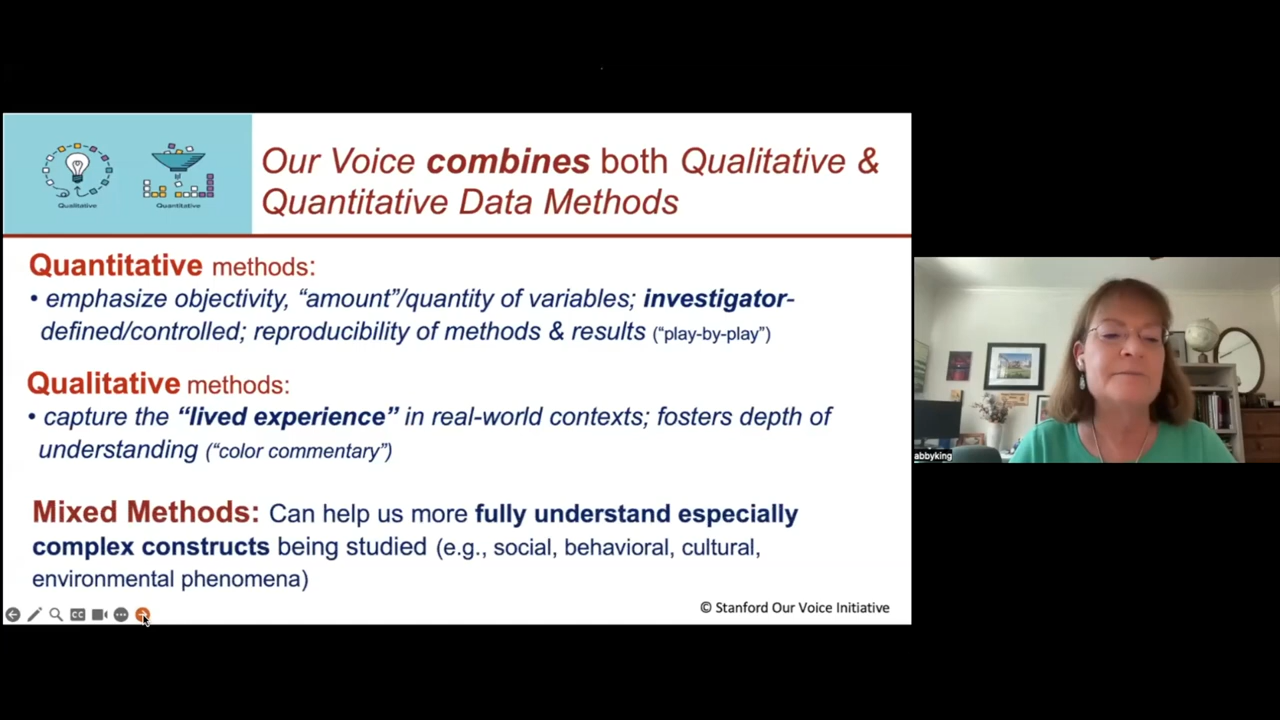 Qualitative
Quantitative
Our Voice combines both Qualitative &
Quantitative Data Methods
Quantitative methods:
• emphasize objectivity, “amount”/quantity of variables; investigator-
defined/controlled; reproducibility of methods & results (“play-by-play”)
Qualitative methods:
• capture the “lived experience” in real-world contexts; fosters depth of
understanding (“color commentary”)
Mixed Methods: Can help us more fully understand especially
complex constructs being studied (e.g., social, behavioral, cultural,
environmental phenomena)
CC
© Stanford Our Voice Initiative
abbyking